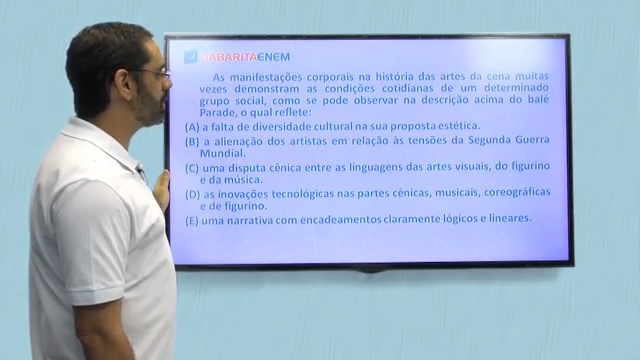 GABARITAENEM
As manifestações corporais na história das artes da cena muitas
vezes demonstram as condições cotidianas de um determinado
grupo social, como se pode observar na descrição acima do balé
Parade, o qual reflete:
(A) a falta de diversidade cultural na sua proposta estética.
(B) a alienação dos artistas em relação às tensões da Segunda Guerra
Mundial.
(C) uma disputa cênica entre as linguagens das artes visuais, do figurino
e da música.
(D) as inovações tecnológicas nas partes cênicas, musicais, coreográficas
e de figurino.
(E) uma narrativa com encadeamentos claramente lógicos e lineares.